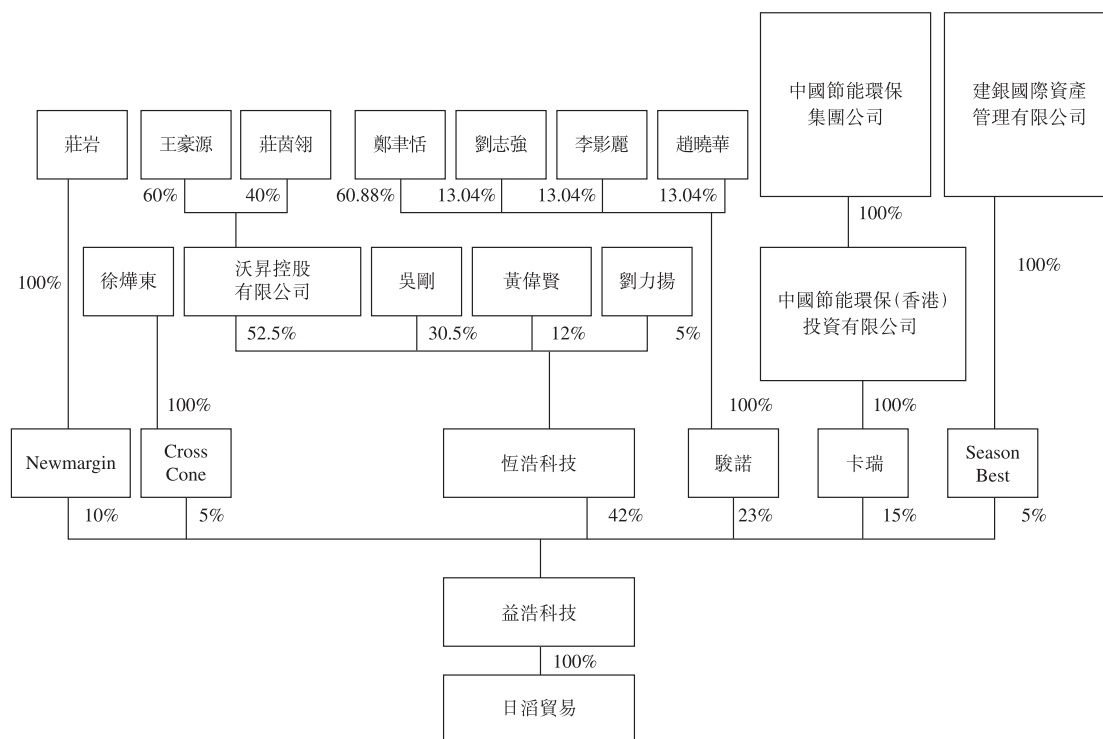 中國節能環保
集團公司
建銀國際資產
管理有限公司
莊岩
王豪源
莊茵翎
鄭聿恬
劉志強
李影麗
趙曉華
60%
40%
60.88%
13.04%
13.04%
13.04%
100%
100%
徐燁東
沃昇控股
有限公司
吳剛
黃偉賢
劉力揚
100%
中國節能環保(香港)
投資有限公司
52.5%
30.5%
12%
5%
100%
100%
100%
Newmargin
Cross
Cone
恆浩科技
駿諾
卡瑞
Season
Best
10%
5%
42%
23%
15%
5%
益浩科技
100%
日滔貿易